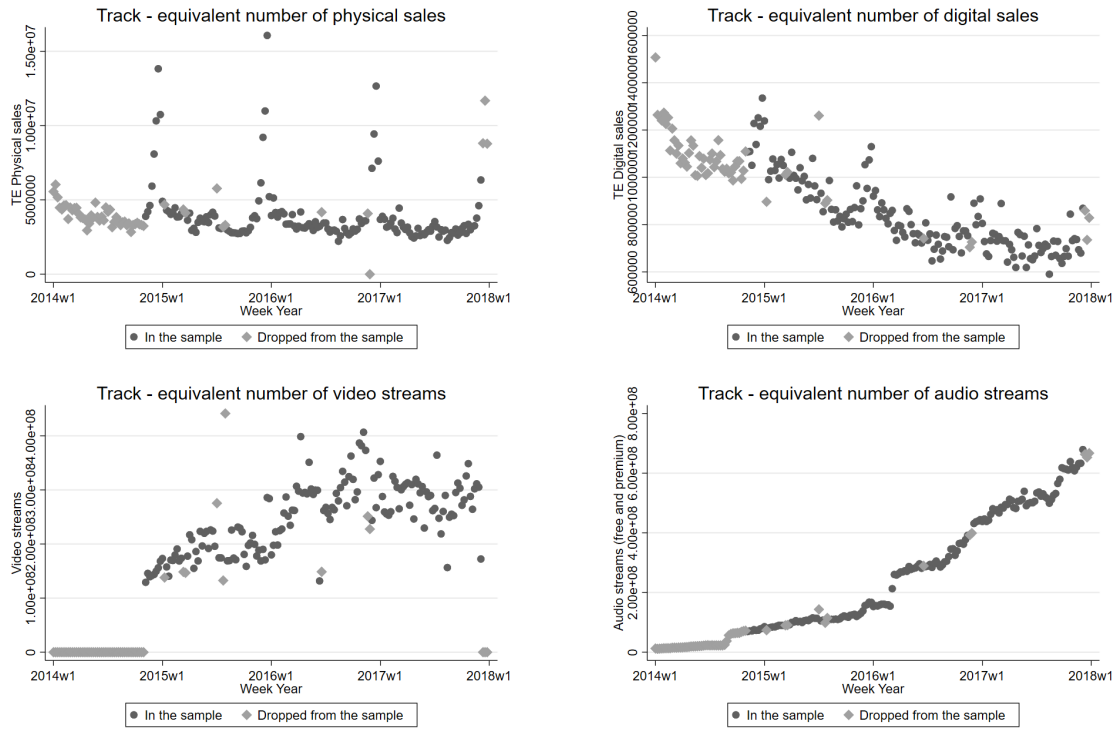 Track - equivalent number of physical sales
TE Physical sales
1.50e+07
1.00e+07
5000000
0
2014w1 2015w1 2016w1 2017w1 2018w1
Week Year
In the sample Dropped from the sample
Track - equivalent number of digital sales
TE Digital sales
1600000
1400000
1200000
1000000
800000
600000
2014w1 2015w1 2016w1 2017w1 2018w1
Week Year
In the sample Dropped from the sample
Track - equivalent number of video streams
Video streams
4.00e+08
3.00e+08
2.00e+08
1.00e+08
0
2014w1 2015w1 2016w1 2017w1 2018w1
Week Year
In the sample Dropped from the sample
Track - equivalent number of audio streams
Audio streams (free and premium)
8.00e+08
6.00e+08
4.00e+08
2.00e+08
0
2014w1 2015w1 2016w1 2017w1 2018w1
Week Year
In the sample Dropped from the sample